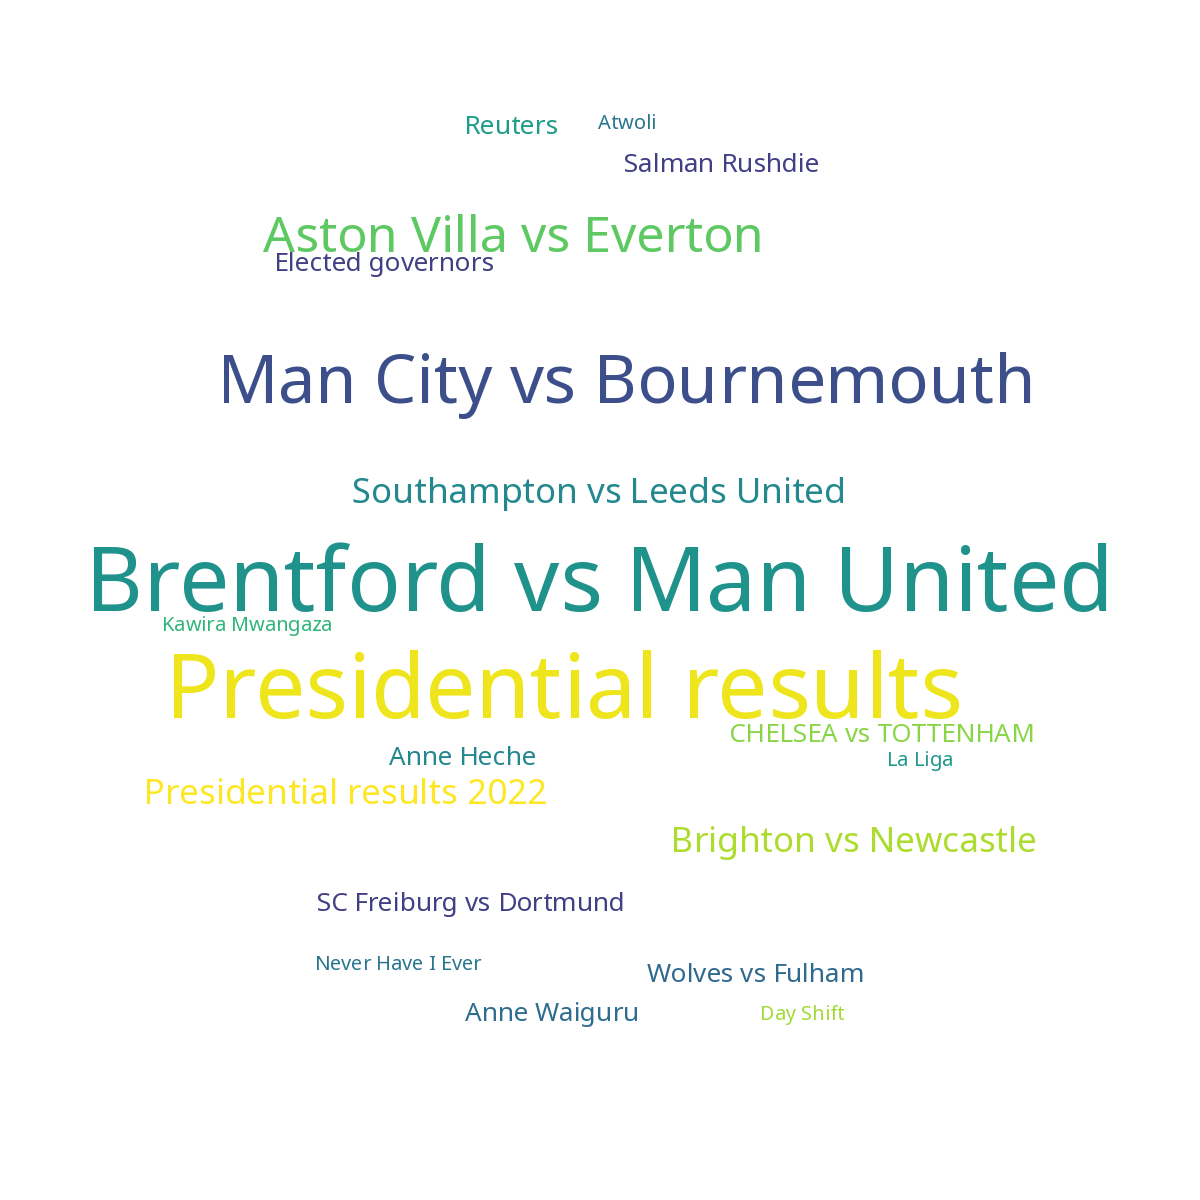 Reuters
Atwoli
Salman Rushdie
Aston Villa vs Everton
Elected governors
Man City vs Bournemouth
Southampton vs Leeds United
Brentford vs Man United
Kawira Mwangaza
Presidential results
CHELSEA vs TOTTENHAM
Anne Heche
La Liga
Presidential results 2022
Brighton vs Newcastle
SC Freiburg vs Dortmund
Never Have I Ever
Wolves vs Fulham
Anne Waiguru
Day Shift